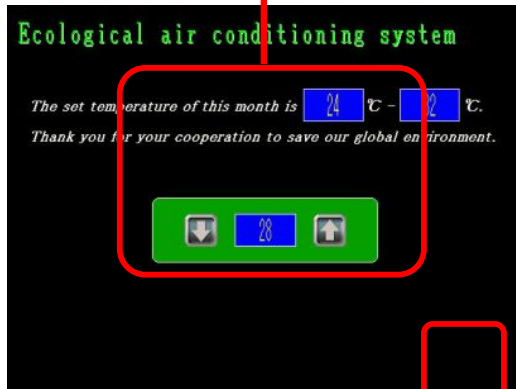 Ecological air conditioning system
The set temperature of this month is 24 ℃ - ℃.
Thank you for your cooperation to save our global environment.
28